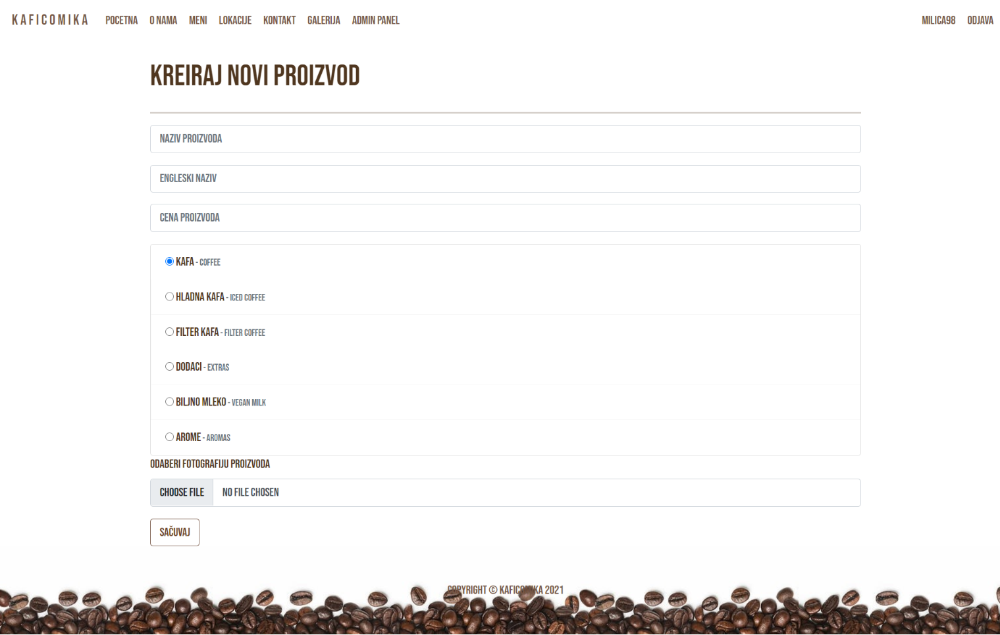 KAFICOMIKA POCETNA O NAMA MENI LOKACIJE KONTAKT GALERIJA ADMIN PANEL MILICA98 ODJAVA
KREIRAJ NOVI PROIZVOD
NAZIV PROIZVODA
ENGLESKI NAZIV
CENA PROIZVODA
KAFA - COFFEE
HLADNA KAFA - ICED COFFEE
FILTER KAFA - FILTER COFFEE
DODACI - EXTRAS
BILJNO MLEKO - VEGAN MILK
AROME - AROMAS
ODABERI FOTOGRAFIJU PROIZVODA
CHOOSE FILE NO FILE CHOSEN
SAČUVAJ
COPYRIGHT © KAFICOMIKA 2021